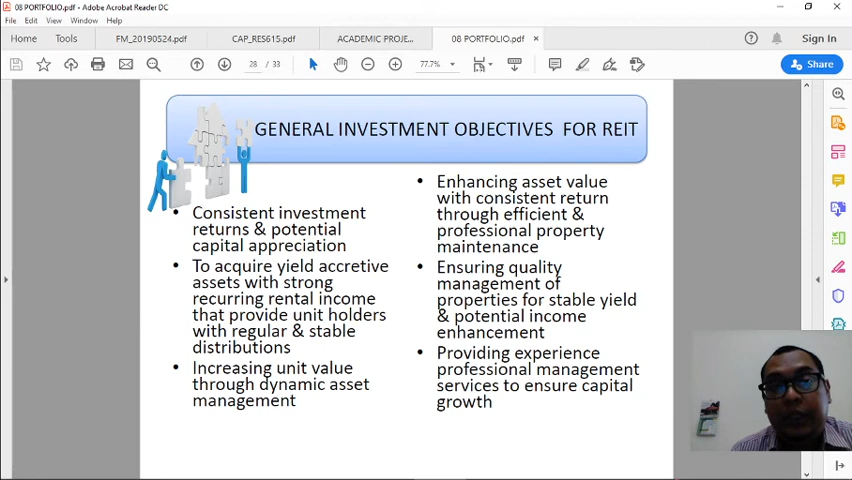 08 PORTFOLIO.pdf - Adobe Acrobat Reader DC
File Edit View Window Help
Home Tools FM_20190524.pdf CAP_RES615.pdf ACADEMIC PROJE... 08 PORTFOLIO.pdf × Sign In
28 / 33 77.7% Share
GENERAL INVESTMENT OBJECTIVES FOR REIT
• Consistent investment
returns & potential
capital appreciation
• To acquire yield accretive
assets with strong
recurring rental income
that provide unit holders
with regular & stable
distributions
• Increasing unit value
through dynamic asset
management
• Enhancing asset value
with consistent return
through efficient &
professional property
maintenance
• Ensuring quality
management of
properties for stable yield
& potential income
enhancement
• Providing experience
professional management
services to ensure capital
growth